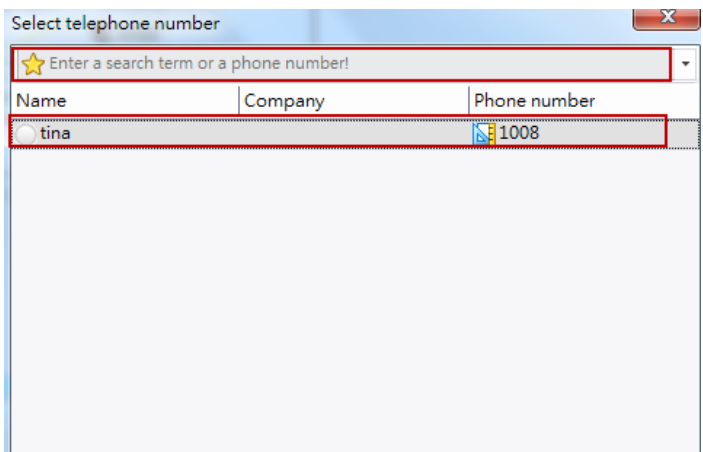 Select telephone number
Enter a search term or a phone number!
Name Company Phone number
tina 1008